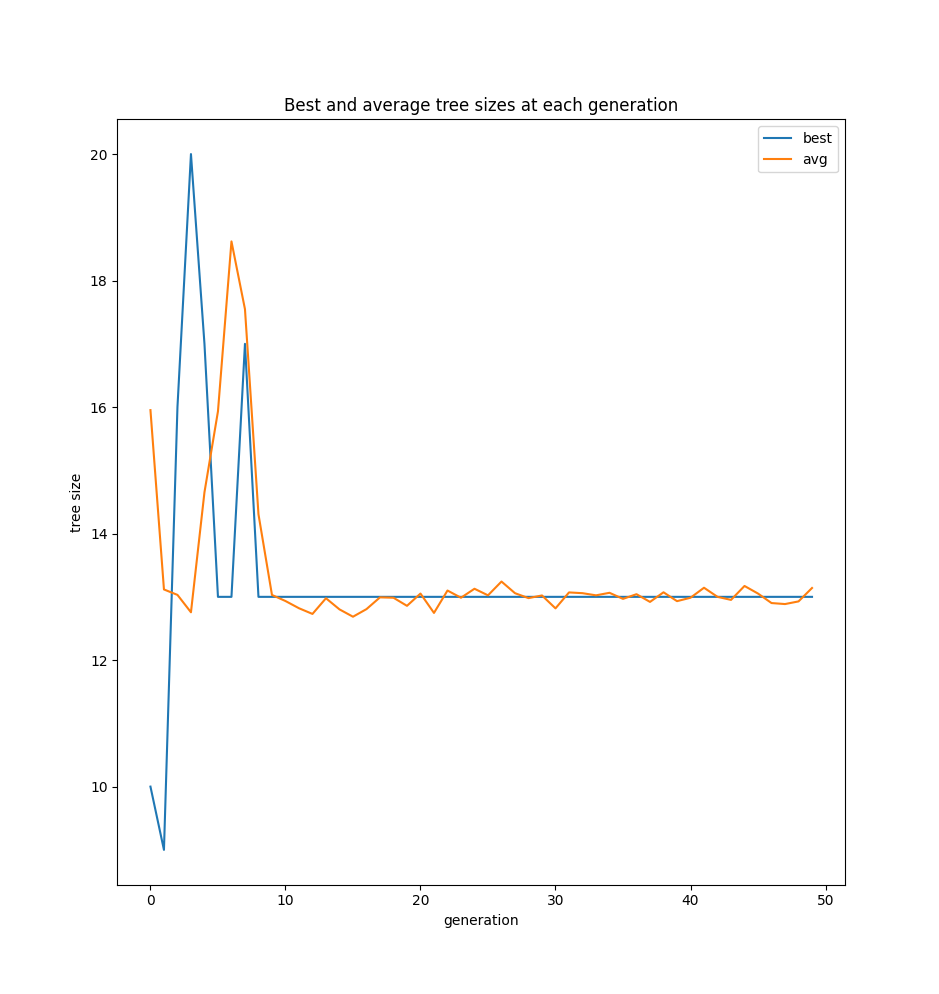 Best and average tree sizes at each generation
best
avg
20
18
16
14
12
10
tree size
0 10 20 30 40 50
generation